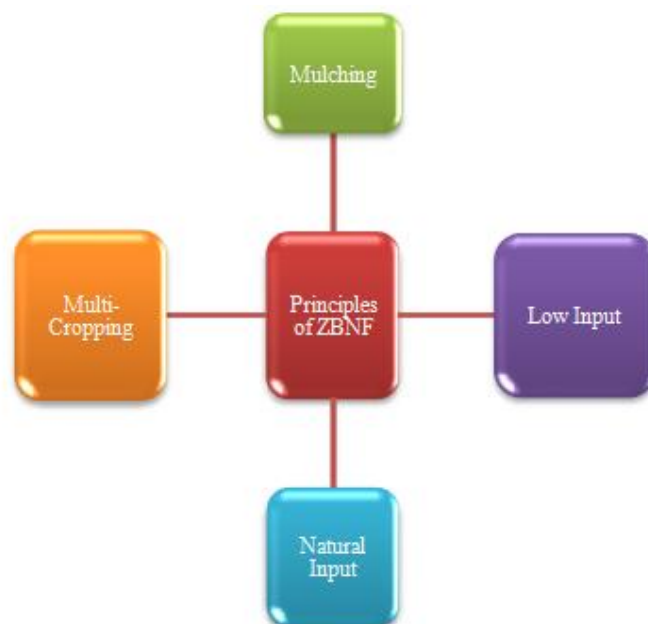 Mulching
Multi-
Cropping
Principles
of ZBNF
Low Input
Natural
Input